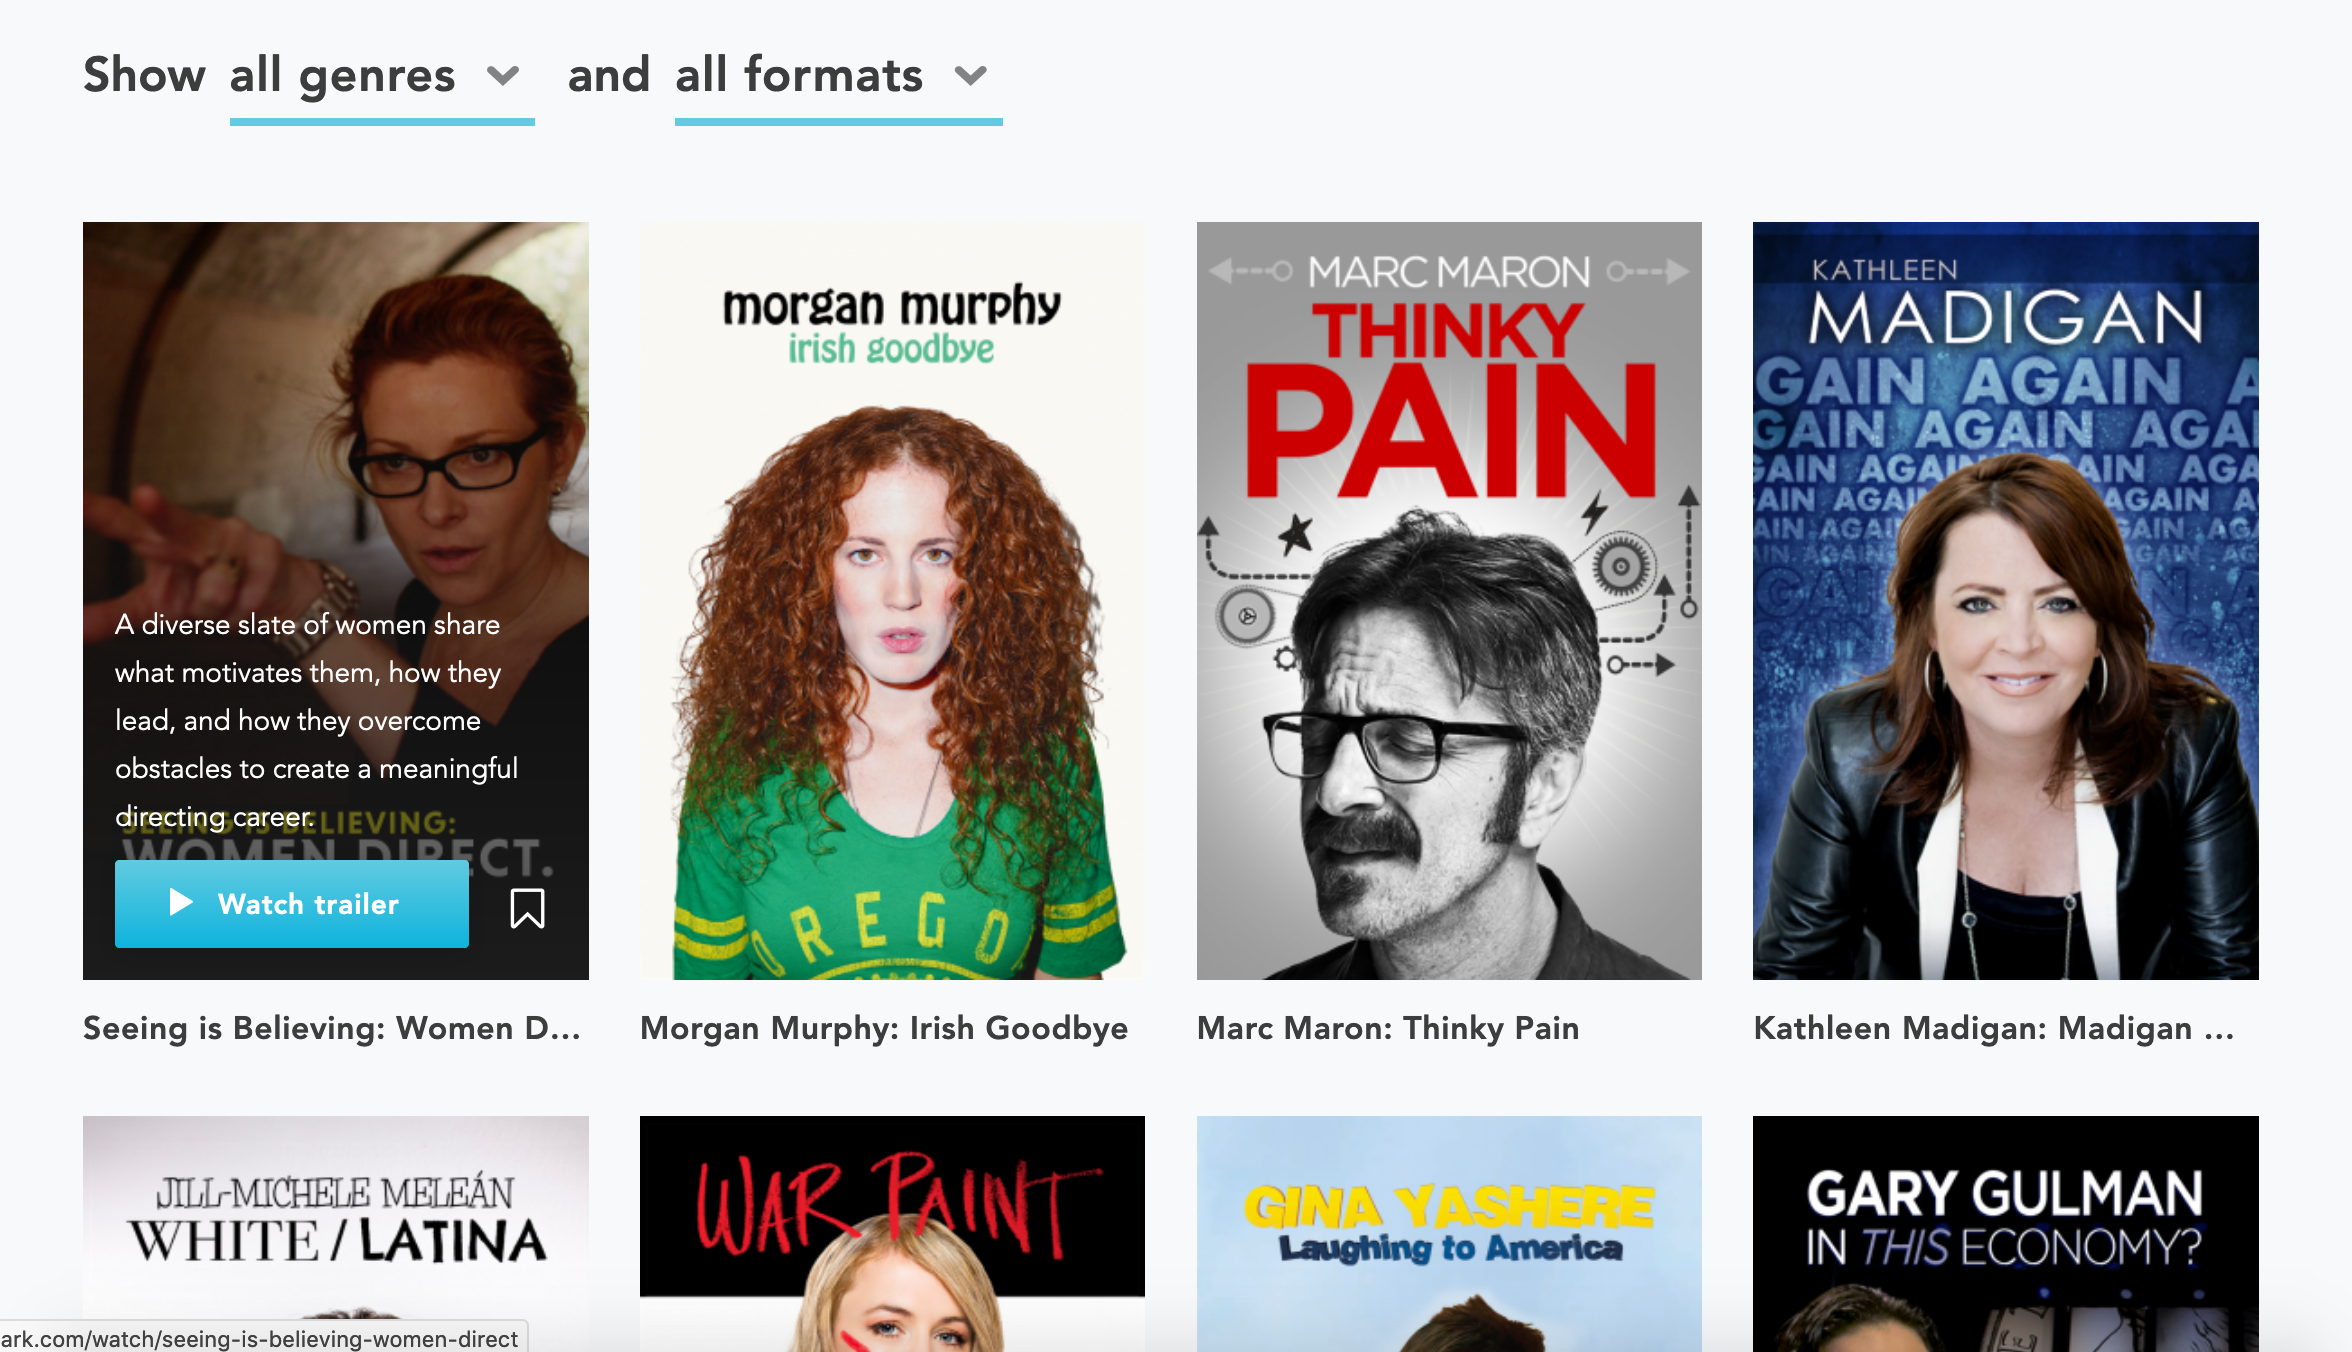 Show all genres and all formats
A diverse slate of women share
what motivates them, how they
lead, and how they overcome
obstacles to create a meaningful
directing career.
SEEING IS BELIEVING:
WOMEN DIRECT.
Watch trailer
Seeing is Believing: Women D...
morgan murphy
irish goodbye
OREGO
Morgan Murphy: Irish Goodbye
MARC MARON
THINKY
PAIN
Marc Maron: Thinky Pain
KATHLEEN
MADIGAN
GAIN AGAIN A
GAIN AGAIN AGAI
GAIN AGAIN AGAIN AGA
AIN AGAIN AGAIN A
AIN AGAIN GAIN AGA
Kathleen Madigan: Madigan ...
JILL-MICHELE MELEÁN
WHITE / LATINA
WAR PAINT
GINA YASHERE
Laughing to America
GARY GULMAN
IN THIS ECONOMY?
ark.com/watch/seeing-is-believing-women-direct